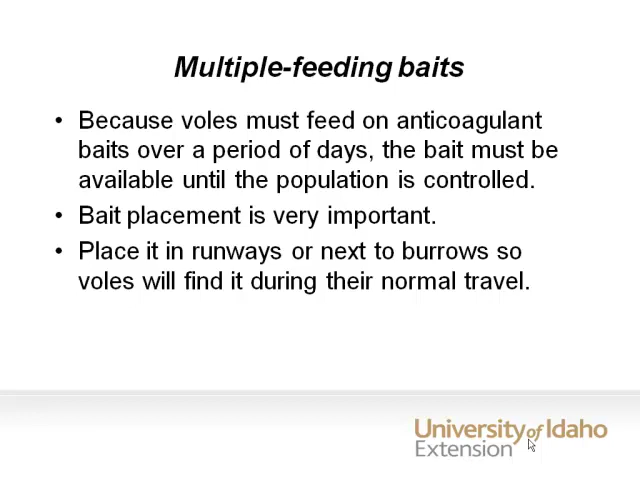 Multiple-feeding baits
• Because voles must feed on anticoagulant
baits over a period of days, the bait must be
available until the population is controlled.
• Bait placement is very important.
• Place it in runways or next to burrows so
voles will find it during their normal travel.
University of Idaho
Extension